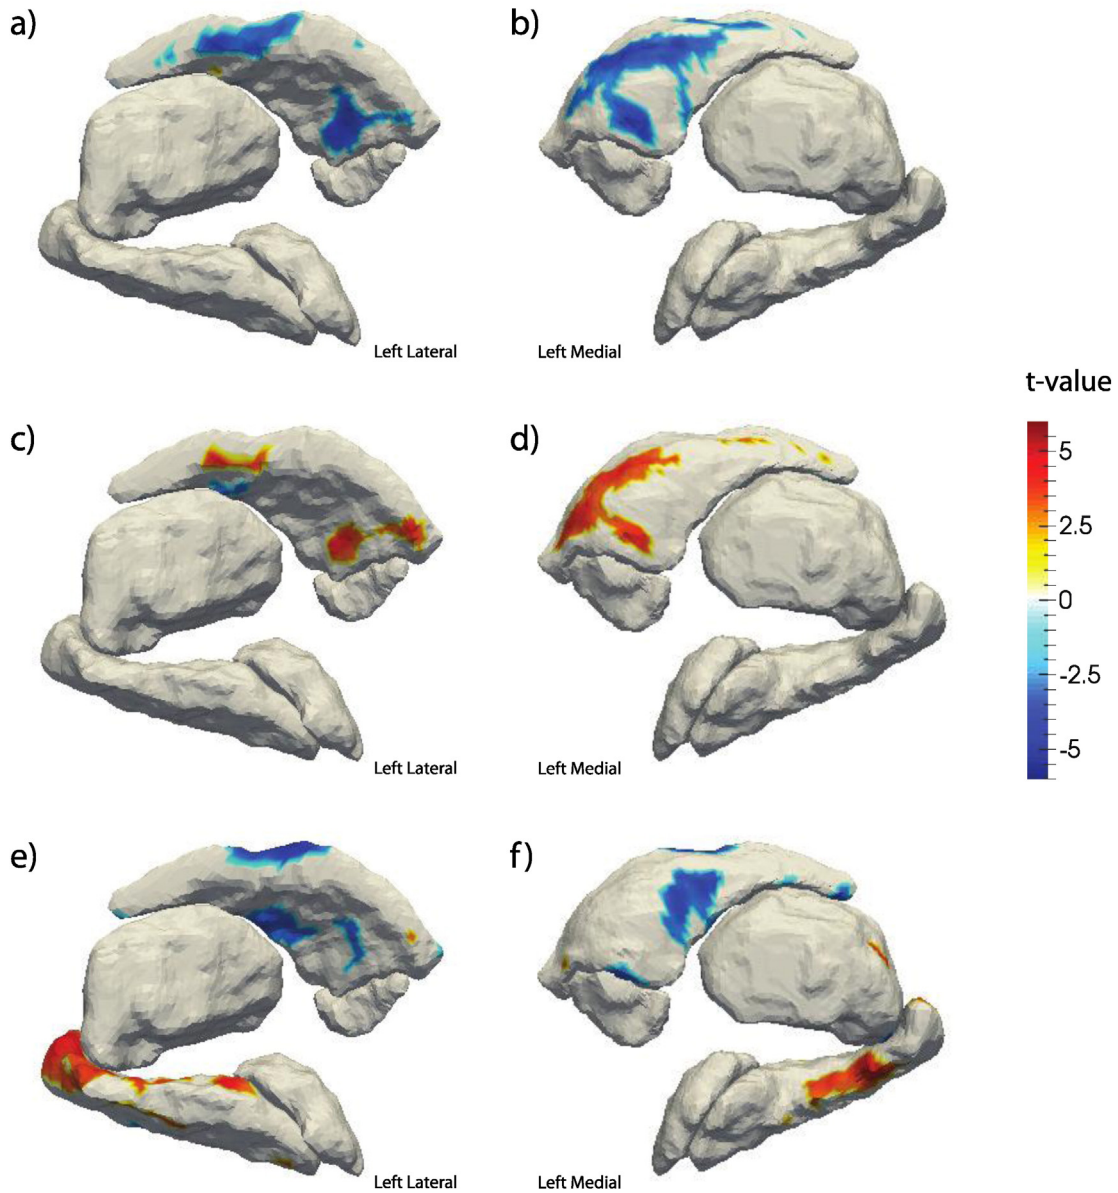 a)
b)
Left Lateral
Left Medial
t-value
c)
d)
5
2.5
0
-2.5
-5
Left Lateral
Left Medial
e)
f)
Left Lateral
Left Medial